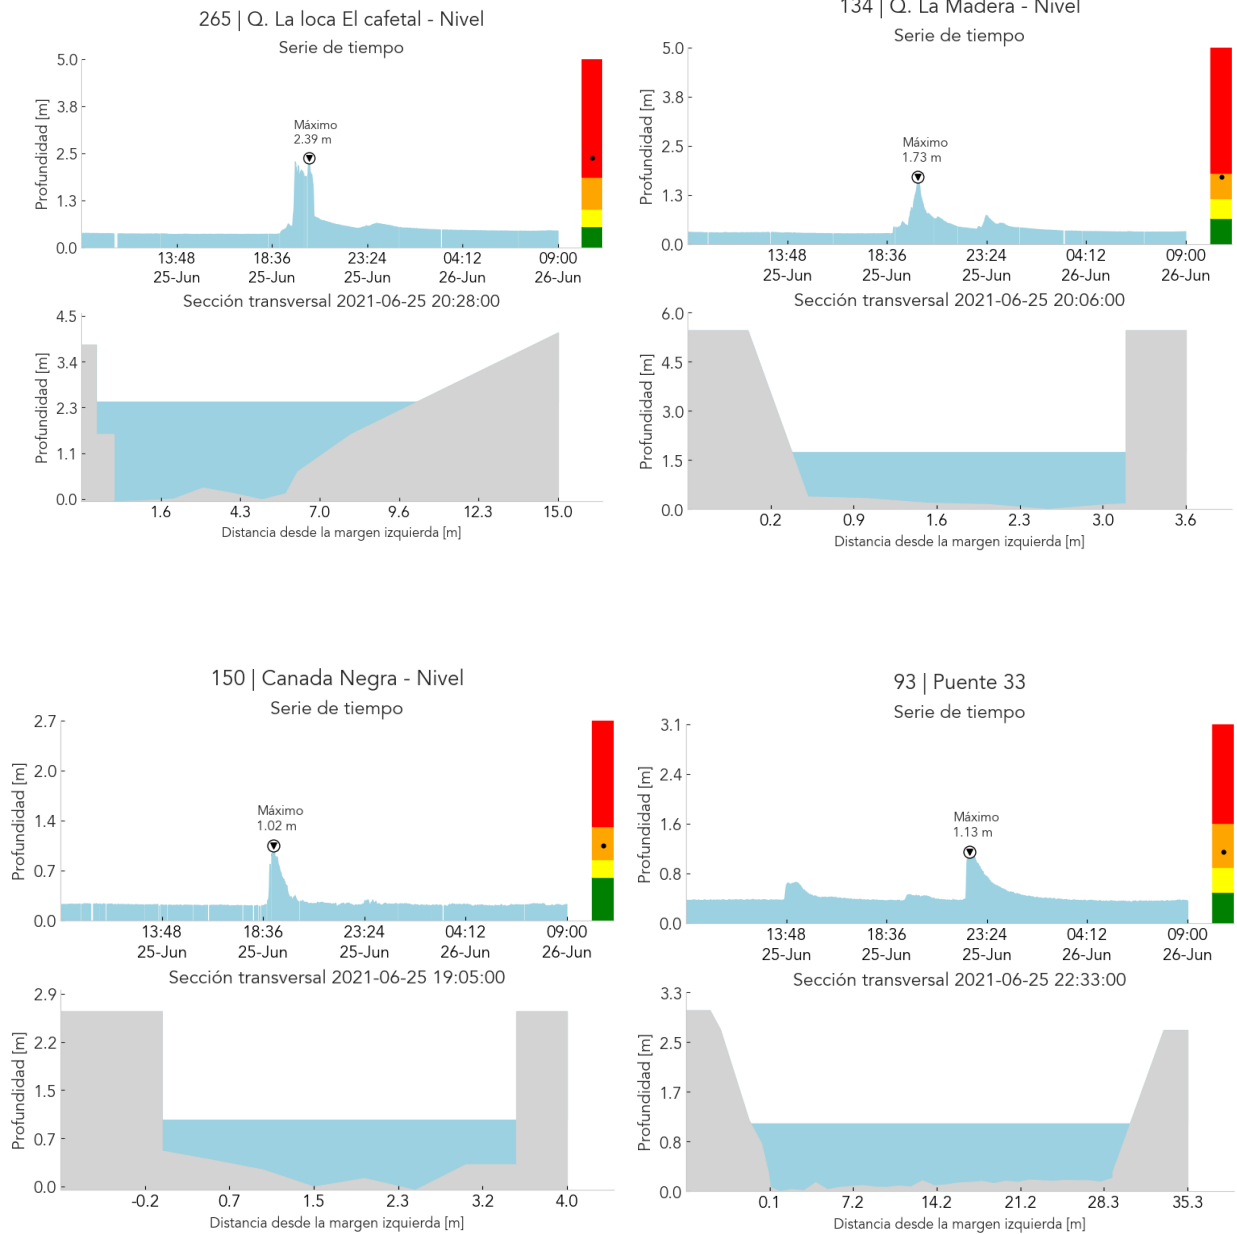 265 | Q. La loca El cafetal - Nivel
Serie de tiempo
Profundidad [m]
5.0
3.8
2.5
1.3
0.0
Máximo
2.39 m
13:48 18:36 23:24 04:12 09:00
25-Jun 25-Jun 25-Jun 26-Jun 26-Jun
Sección transversal 2021-06-25 20:28:00
Profundidad [m]
4.5
3.4
2.3
1.1
0.0
1.6 4.3 7.0 9.6 12.3 15.0
Distancia desde la margen izquierda [m]
134 | Q. La Madera - Nivel
Serie de tiempo
Profundidad [m]
5.0
3.8
2.5
1.3
0.0
Máximo
1.73 m
13:48 18:36 23:24 04:12 09:00
25-Jun 25-Jun 25-Jun 26-Jun 26-Jun
Sección transversal 2021-06-25 20:06:00
Profundidad [m]
6.0
4.5
3.0
1.5
0.0
0.2 0.9 1.6 2.3 3.0 3.6
Distancia desde la margen izquierda [m]
150 | Canada Negra - Nivel
Serie de tiempo
Profundidad [m]
2.7
2.0
1.4
0.7
0.0
Máximo
1.02 m
13:48 18:36 23:24 04:12 09:00
25-Jun 25-Jun 25-Jun 26-Jun 26-Jun
Sección transversal 2021-06-25 19:05:00
Profundidad [m]
2.9
2.2
1.5
0.7
0.0
-0.2 0.7 1.5 2.3 3.2 4.0
Distancia desde la margen izquierda [m]
93 | Puente 33
Serie de tiempo
Profundidad [m]
3.1
2.4
1.6
0.8
0.0
Máximo
1.13 m
13:48 18:36 23:24 04:12 09:00
25-Jun 25-Jun 25-Jun 26-Jun 26-Jun
Sección transversal 2021-06-25 22:33:00
Profundidad [m]
3.3
2.5
1.7
0.8
0.0
0.1 7.2 14.2 21.2 28.3 35.3
Distancia desde la margen izquierda [m]